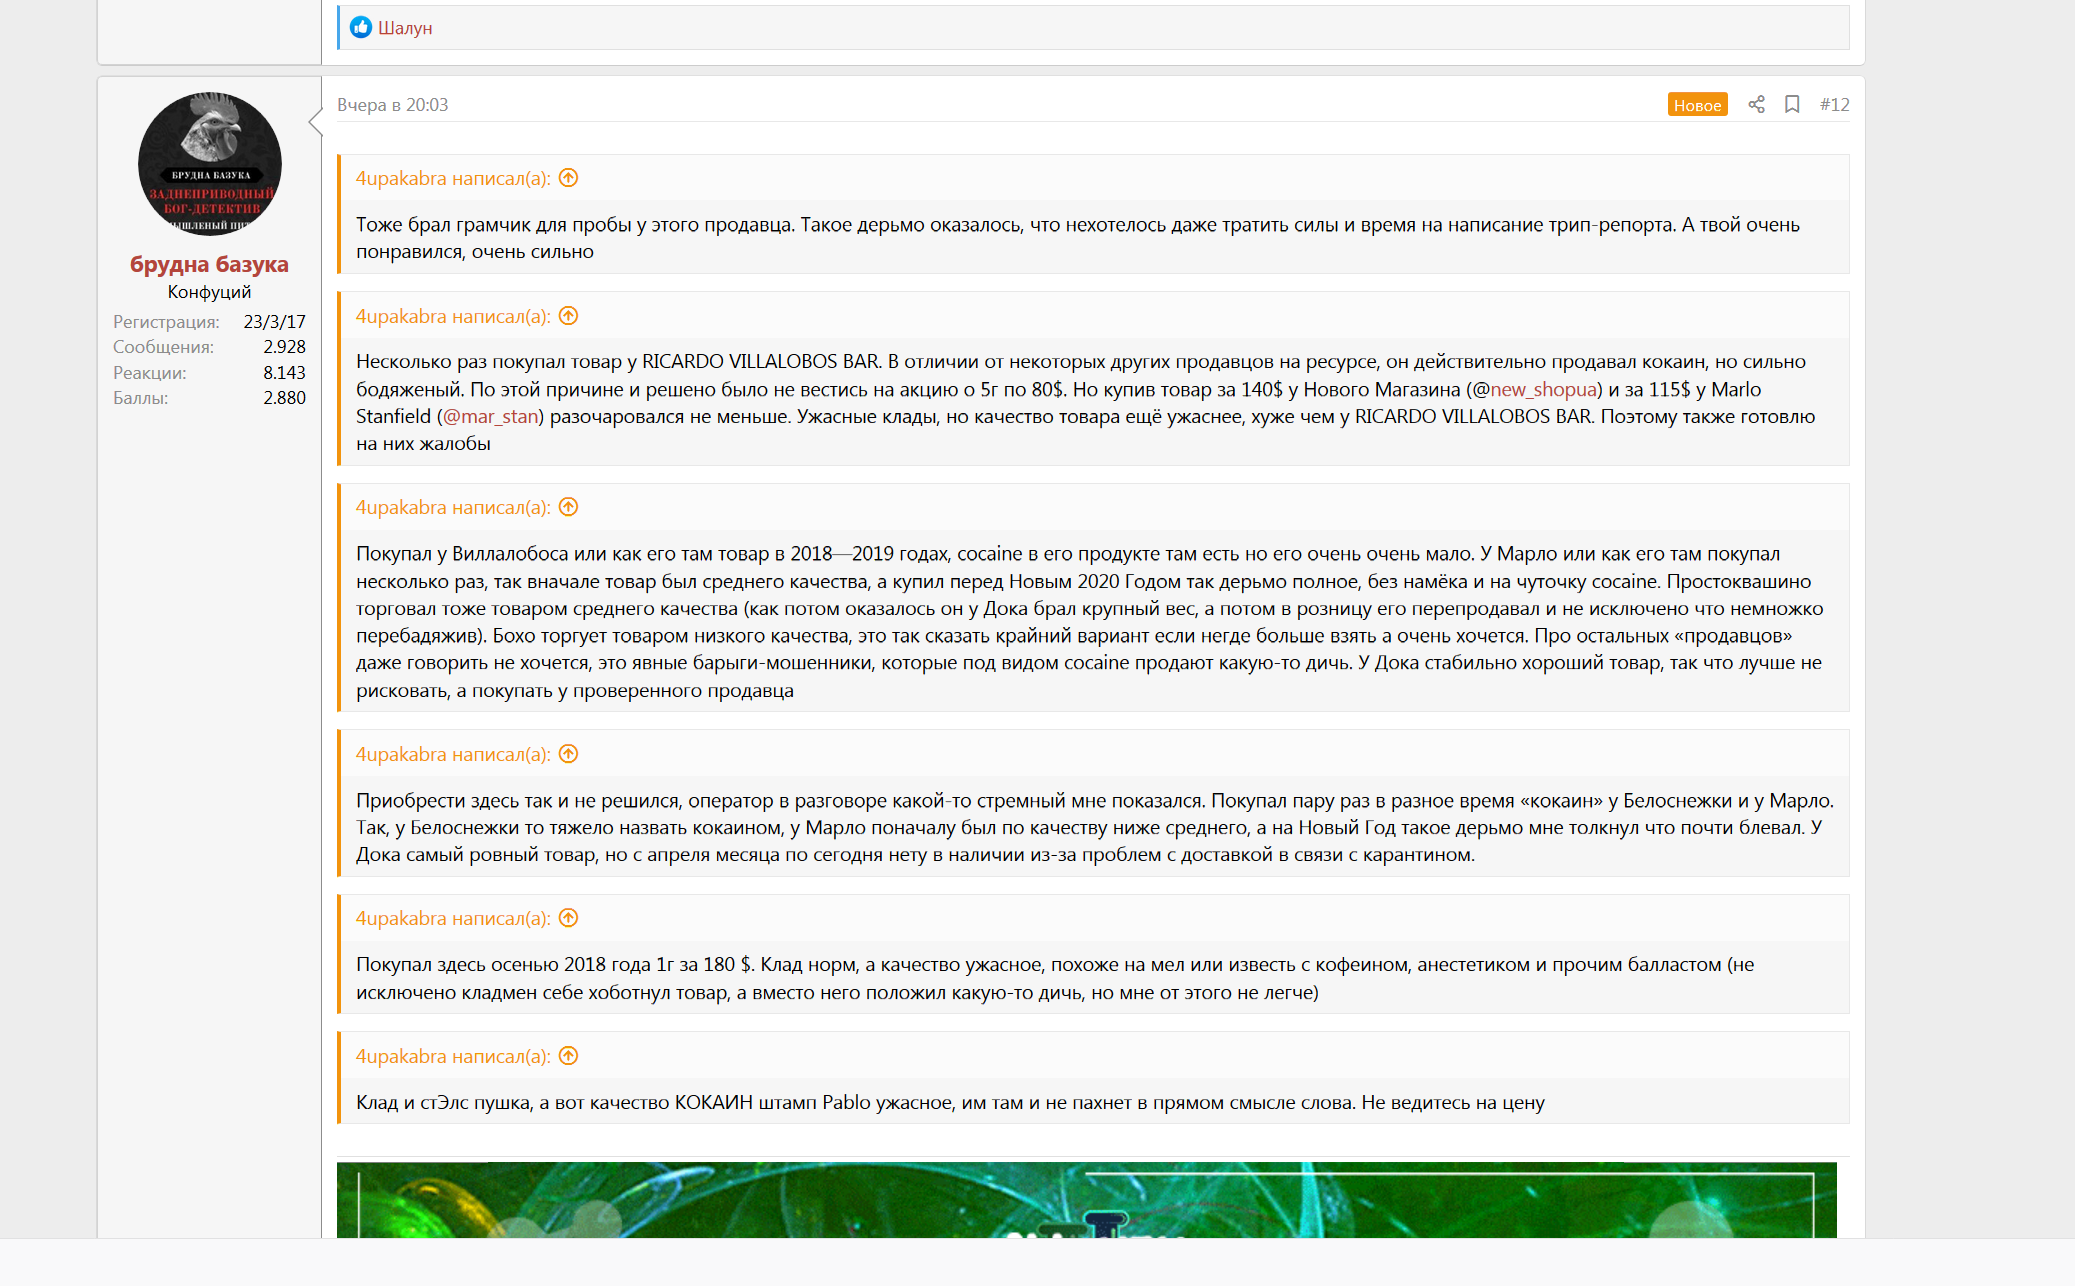 Шалун
Вчера в 20:03
Новое
#12
БРУДНА БАЗУКА
ЗАДНЕПРИВОДНЫЙ
БОГ-ДЕТЕКТИВ
брудна базука
Конфуций
Регистрация: 23/3/17
Сообщения: 2.928
Реакции: 8.143
Баллы: 2.880
4upakabra написал(а):
Тоже брал грамчик для пробы у этого продавца. Такое дерьмо оказалось, что нехотелось даже тратить силы и время на написание трип-репорта. А твой очень
понравился, очень сильно
4upakabra написал(а):
Несколько раз покупал товар у RICARDO VILLALOBOS BAR. В отличии от некоторых других продавцов на ресурсе, он действительно продавал кокаин, но сильно
бодяженый. По этой причине и решено было не вестись на акцию о 5г по 80$. Но купив товар за 140$ у Нового Магазина (@new_shopua) и за 115$ у Marlo
Stanfield (@mar_stan) разочаровался не меньше. Ужасные клады, но качество товара ещё ужаснее, хуже чем у RICARDO VILLALOBOS BAR. Поэтому также готовлю
на них жалобы
4upakabra написал(а):
Покупал у Виллалобоса или как его там товар в 2018—2019 годах, cocaine в его продукте там есть но его очень очень мало. У Марло или как его там покупал
несколько раз, так вначале товар был среднего качества, а купил перед Новым 2020 Годом так дерьмо полное, без намёка и на чуточку cocaine. Простоквашино
торговал тоже товаром среднего качества (как потом оказалось он у Дока брал крупный вес, а потом в розницу его перепродавал и не исключено что немножко
перебадяжив). Бохо торгует товаром низкого качества, это так сказать крайний вариант если негде больше взять а очень хочется. Про остальных «продавцов»
даже говорить не хочется, это явные барыги-мошенники, которые под видом cocaine продают какую-то дичь. У Дока стабильно хороший товар, так что лучше не
рисковать, а покупать у проверенного продавца
4upakabra написал(а):
Приобрести здесь так и не решился, оператор в разговоре какой-то стремный мне показался. Покупал пару раз в разное время «кокаин» у Белоснежки и у Марло.
Так, у Белоснежки то тяжело назвать кокаином, у Марло поначалу был по качеству ниже среднего, а на Новый Год такое дерьмо мне толкнул что почти блевал. У
Дока самый ровный товар, но с апреля месяца по сегодня нету в наличии из-за проблем с доставкой в связи с карантином.
4upakabra написал(а):
Покупал здесь осенью 2018 года 1г за 180 $. Клад норм, а качество ужасное, похоже на мел или известь с кофеином, анестетиком и прочим балластом (не
исключено кладмен себе хоботнул товар, а вместо него положил какую-то дичь, но мне от этого не легче)
4upakabra написал(а):
Клад и стЭлс пушка, а вот качество КОКАИН штамп Pablo ужасное, им там и не пахнет в прямом смысле слова. Не ведитесь на цену